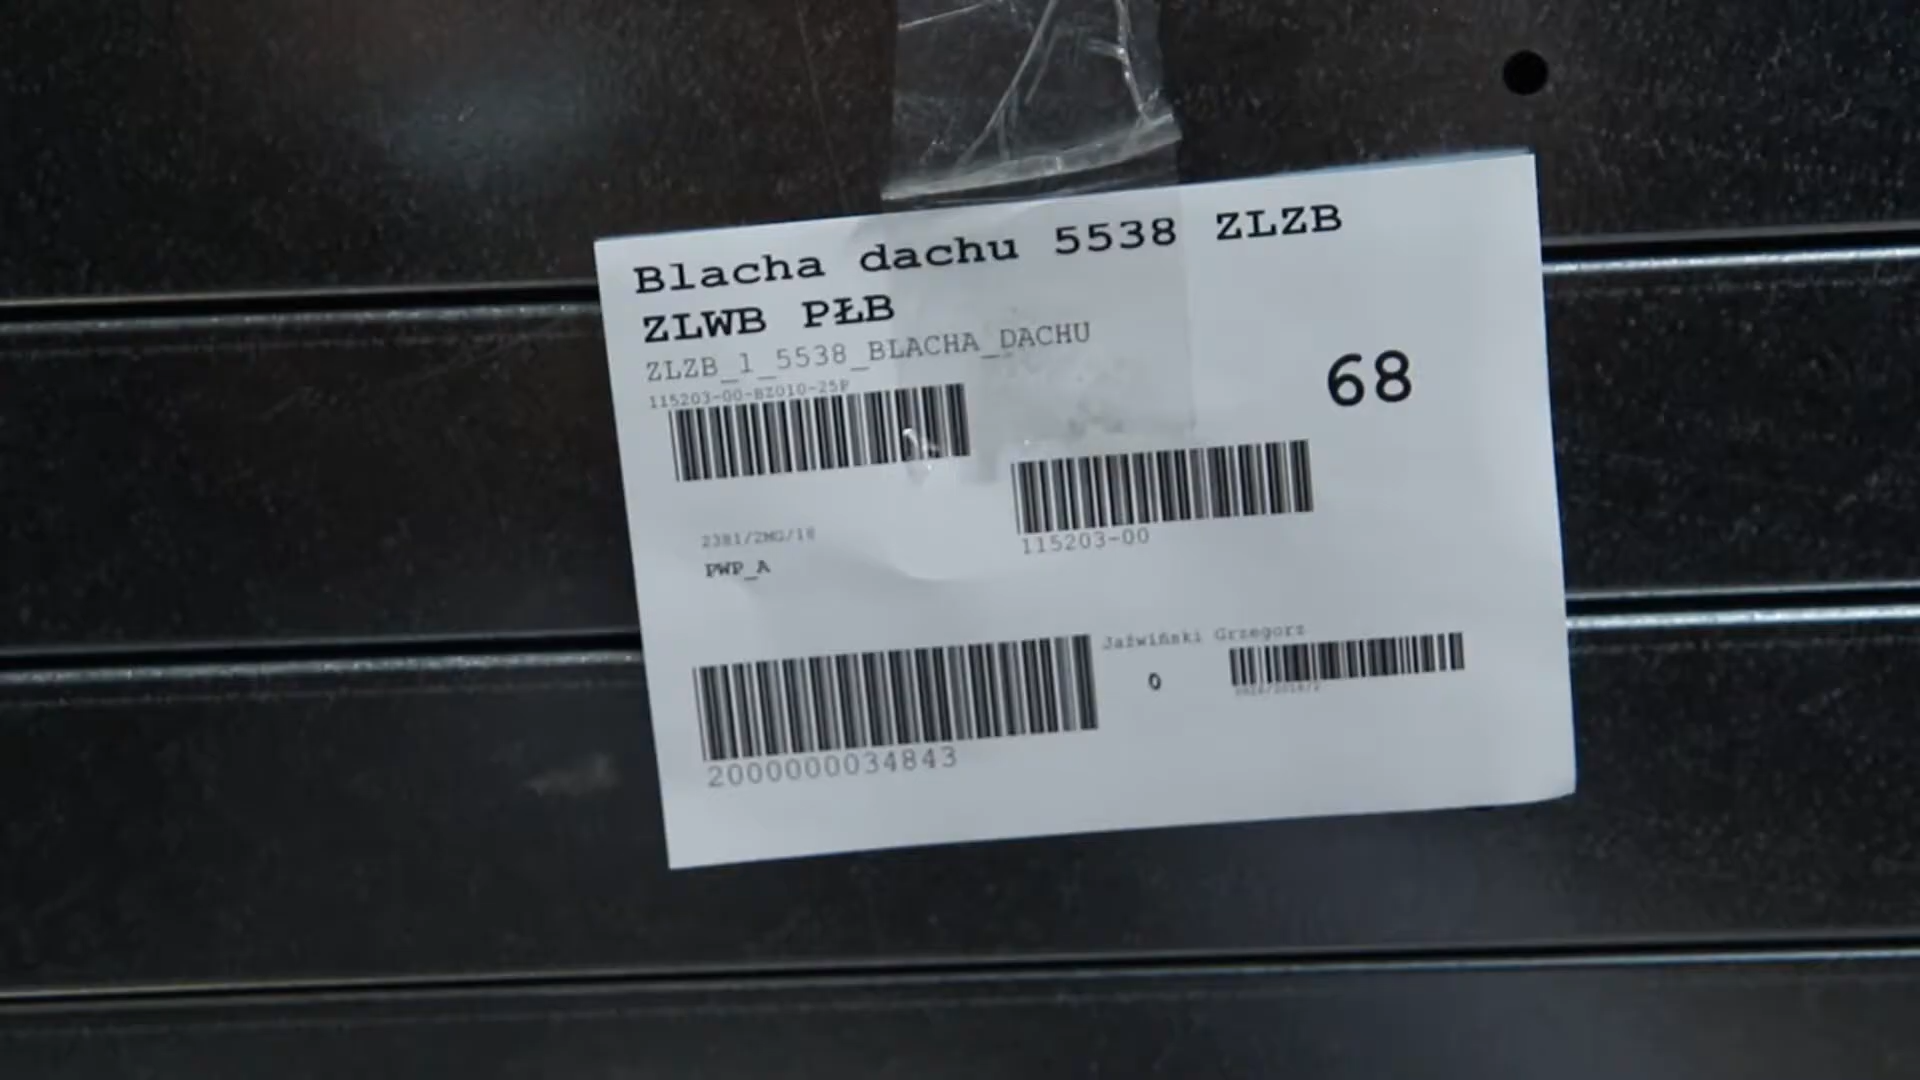 Blacha dachu 5538 ZLZB
ZLWB PŁB
ZLZB_1_5538_BLACHA_DACHU
115203-00-BZ010-25P
68
115203-00
2381/ZMG/18
PWP_A
Jaźwiński Grzegorz
0
2000000034843